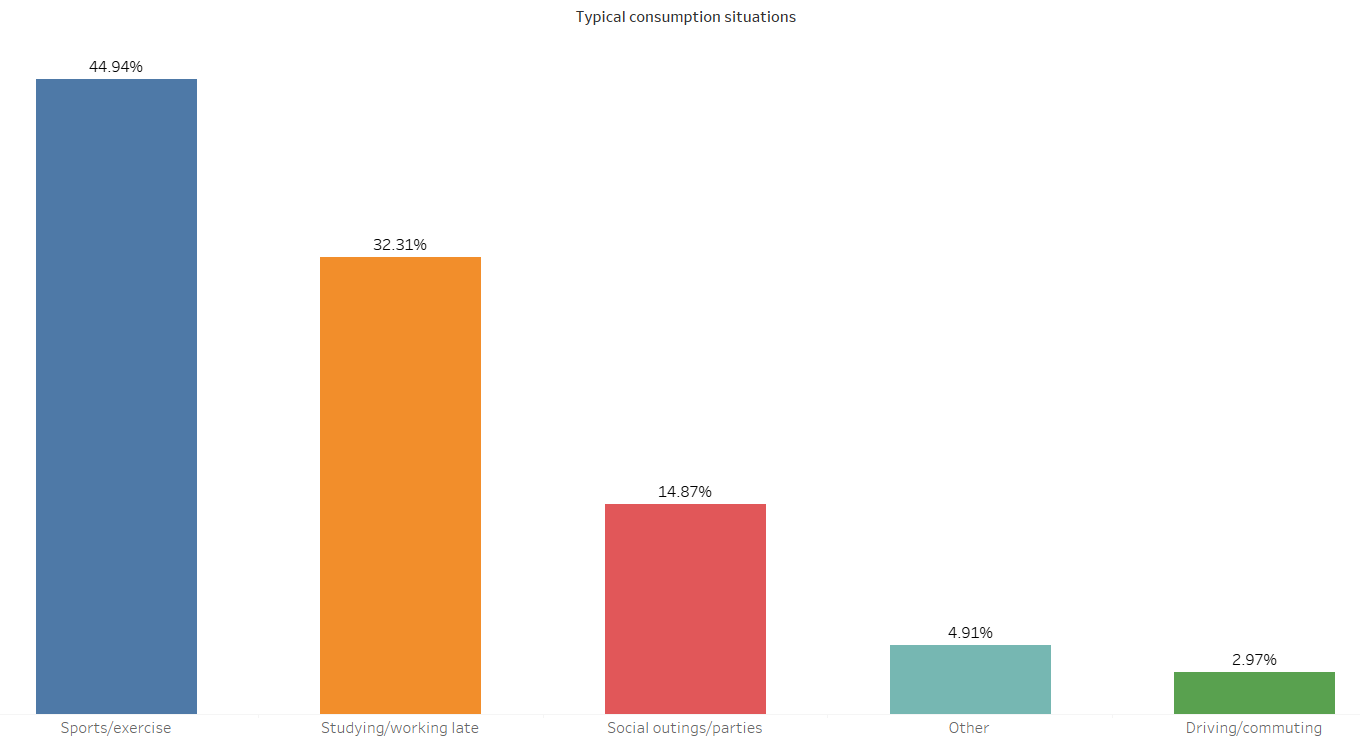 Typical consumption situations
44.94%
32.31%
14.87%
4.91%
2.97%
Sports/exercise
Studying/working late
Social outings/parties
Other
Driving/commuting